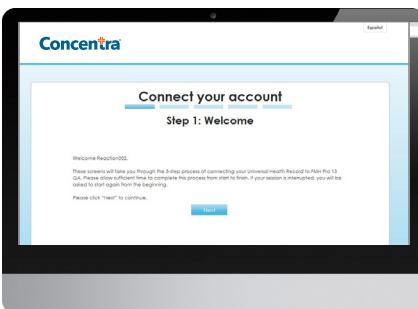 Español
Concentra
Connect your account
Step 1: Welcome
Welcome Reaction002,
These screens will take you through the 5-step process of connecting your Universal Health Record to FMH Pro 13
QA. Please allow sufficient time to complete this process from start to finish. If your session is interrupted, you will be
asked to start again from the beginning.
Please click "Next" to continue.
Next